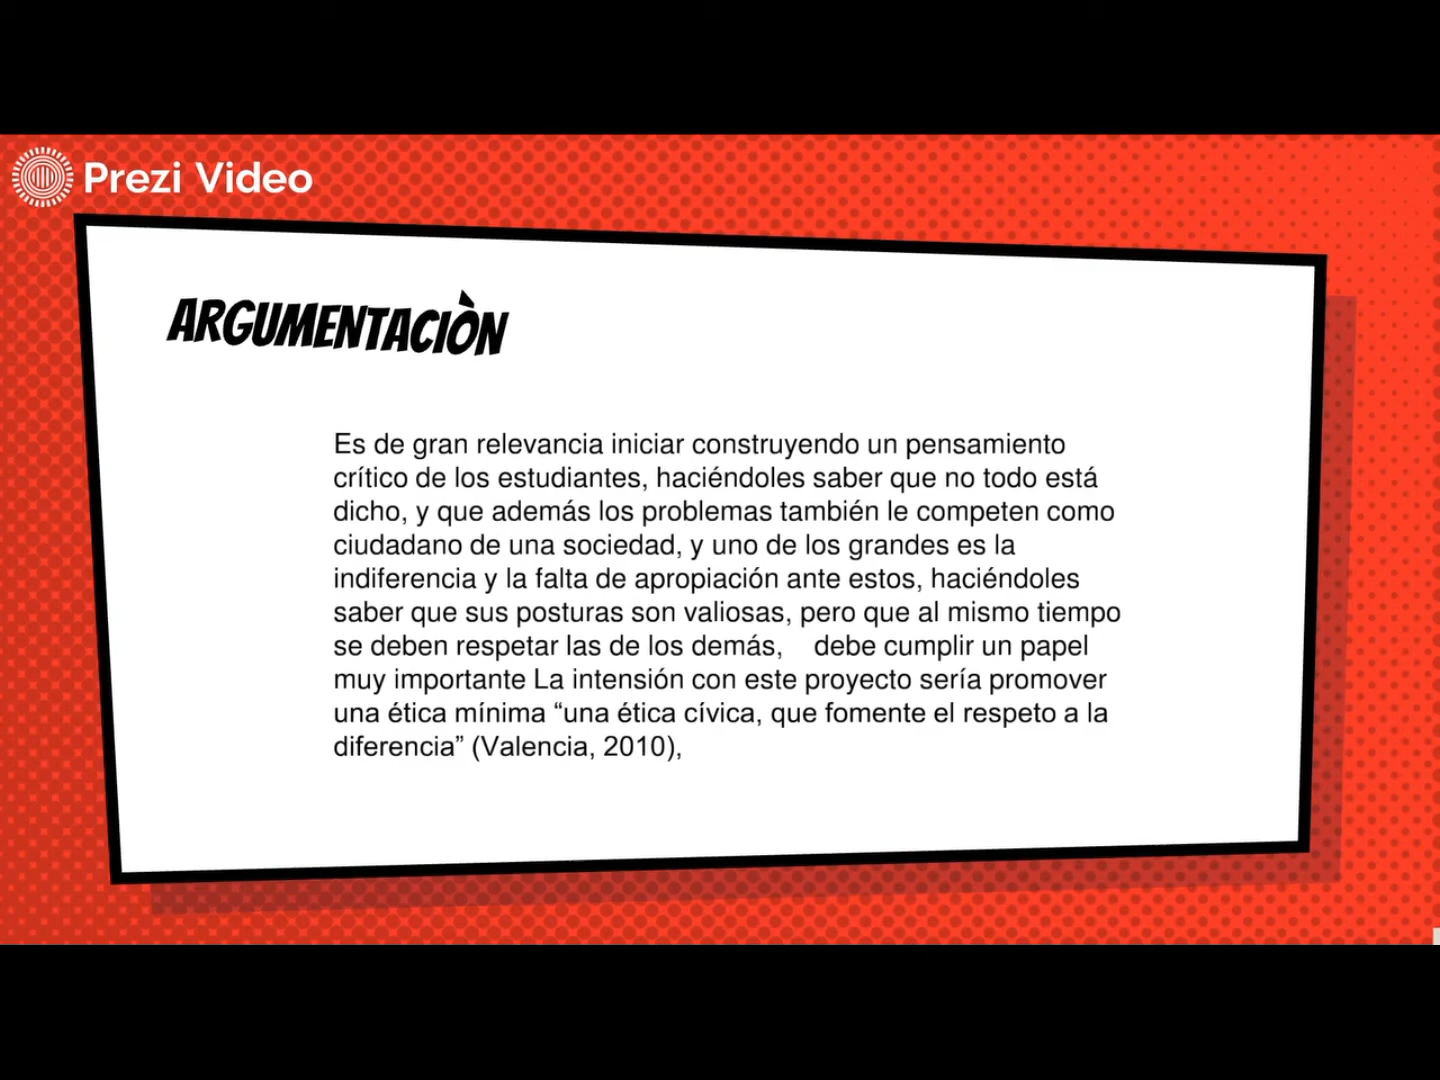 Prezi Video
ARGUMENTACIÒN
Es de gran relevancia iniciar construyendo un pensamiento
crítico de los estudiantes, haciéndoles saber que no todo está
dicho, y que además los problemas también le competen como
ciudadano de una sociedad, y uno de los grandes es la
indiferencia y la falta de apropiación ante estos, haciéndoles
saber que sus posturas son valiosas, pero que al mismo tiempo
se deben respetar las de los demás,    debe cumplir un papel
muy importante La intensión con este proyecto sería promover
una ética mínima “una ética cívica, que fomente el respeto a la
diferencia” (Valencia, 2010),